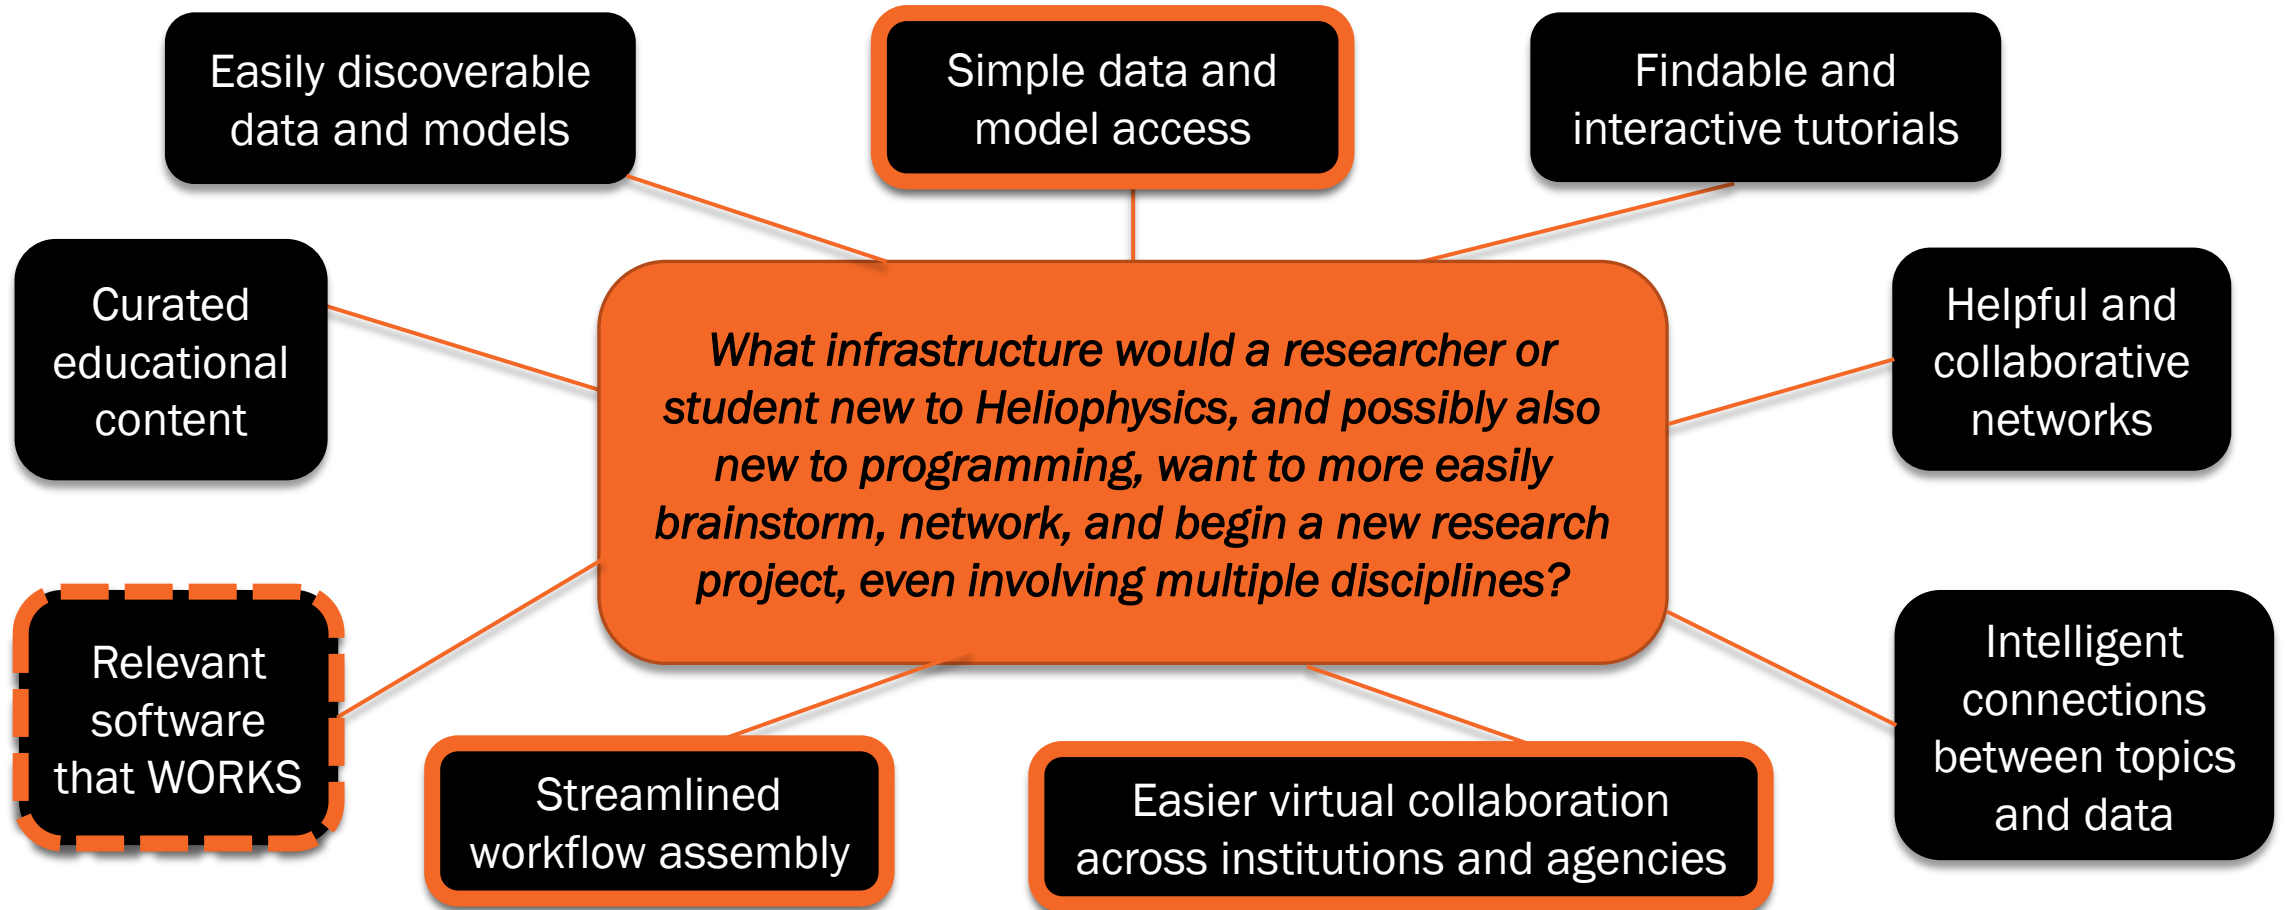 Easily discoverable
data and models
Simple data and
model access
Findable and
interactive tutorials
Curated
educational
content
What infrastructure would a researcher or
student new to Heliophysics, and possibly also
new to programming, want to more easily
brainstorm, network, and begin a new research
project, even involving multiple disciplines?
Helpful and
collaborative
networks
Relevant
software
that WORKS
Streamlined
workflow assembly
Easier virtual collaboration
across institutions and agencies
Intelligent
connections
between topics
and data